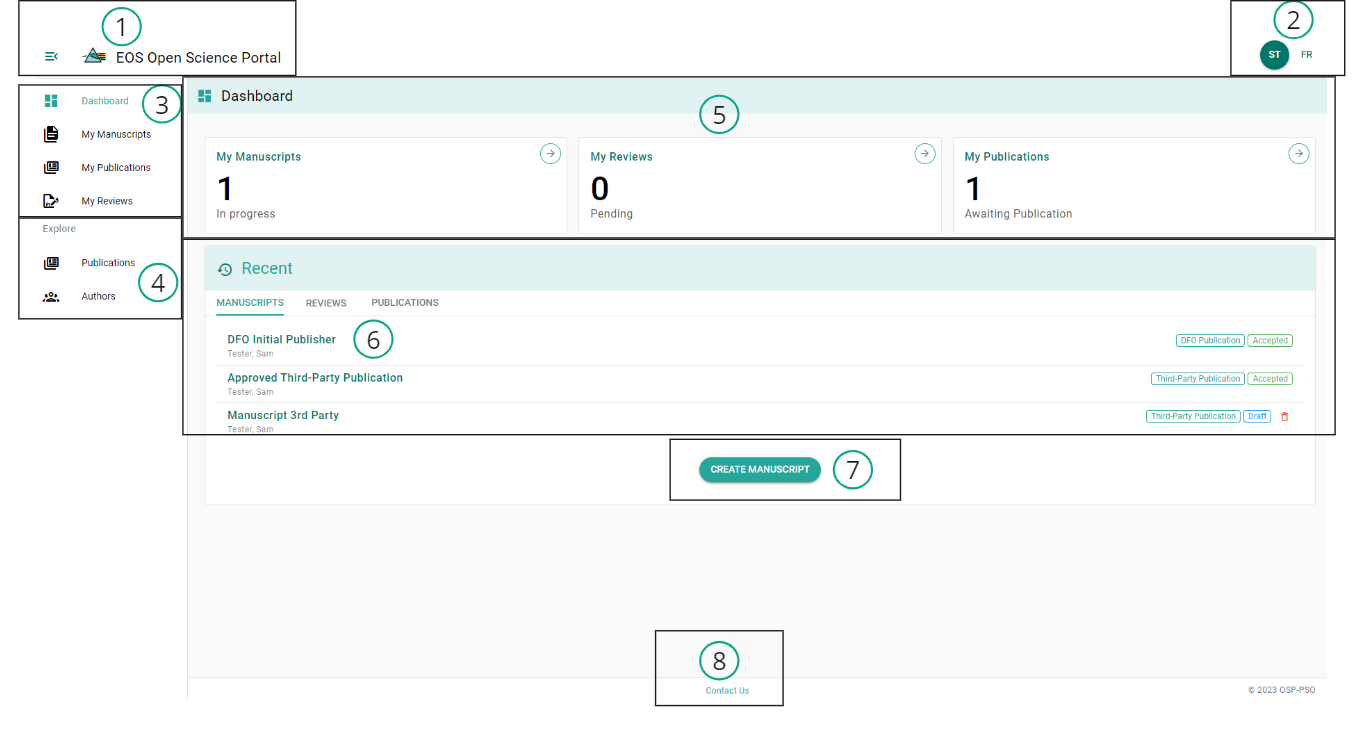 1
EOS Open Science Portal
2
ST FR
Dashboard
3
My Manuscripts
My Publications
My Reviews
Explore
Publications
4
Authors
Dashboard
5
My Manuscripts
1
In progress
My Reviews
0
Pending
My Publications
1
Awaiting Publication
Recent
MANUSCRIPTS REVIEWS PUBLICATIONS
6
DFO Initial Publisher
Tester, Sam
DFO Publication Accepted
Approved Third-Party Publication
Tester, Sam
Third-Party Publication Accepted
Manuscript 3rd Party
Tester, Sam
Third-Party Publication Draft
CREATE MANUSCRIPT
7
8
Contact Us
© 2023 OSP-PSO